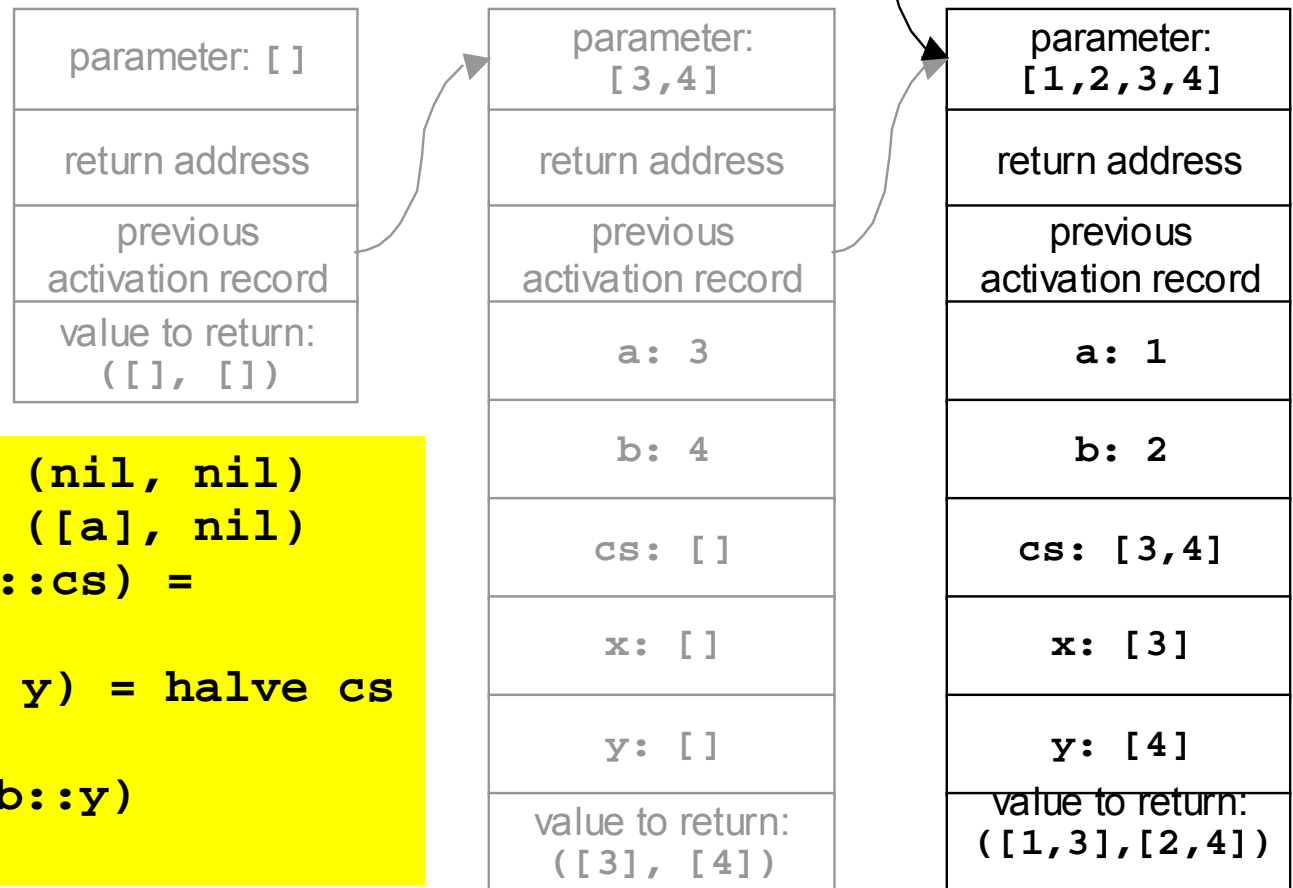 parameter: []
return address
previous
activation record
value to return:
([], [])
parameter:
[3,4]
return address
previous
activation record
a: 3
b: 4
cs: []
x: []
y: []
value to return:
([3], [4])
parameter:
[1,2,3,4]
return address
previous
activation record
a: 1
b: 2
cs: [3,4]
x: [3]
y: [4]
value to return:
([1,3],[2,4])
(nil, nil)
([a], nil)
::cs) =
y) = halve cs
b::y)